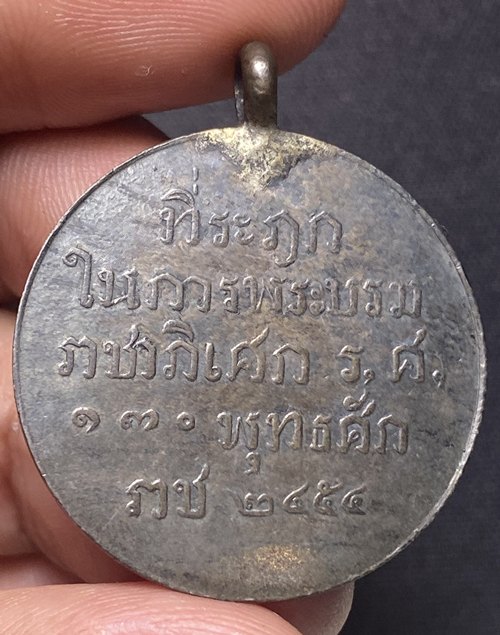 ที่ระฦก
ในการพระบรม
ราชาภิเศก ร,ศ,
๑๓๐ พุทธศัก
ราช ๒๔๕๔